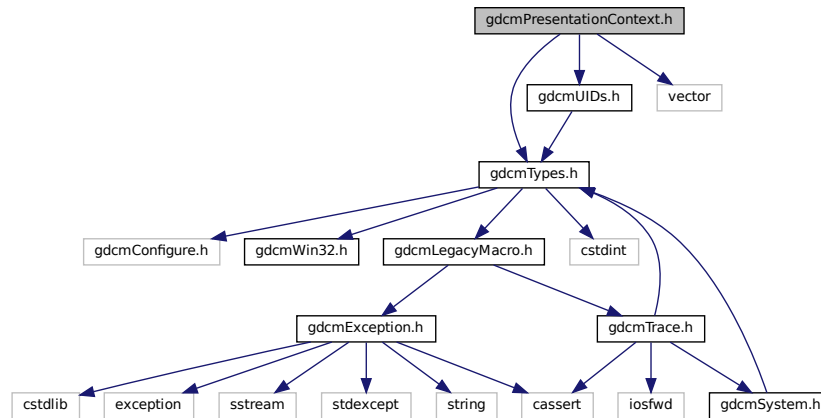 gdcmPresentationContext.h
gdcmUIDs.h
vector
gdcmTypes.h
gdcmConfigure.h
gdcmWin32.h
gdcmLegacyMacro.h
cstdint
gdcmException.h
gdcmTrace.h
cstdlib
exception
sstream
stdexcept
string
cassert
iosfwd
gdcmSystem.h